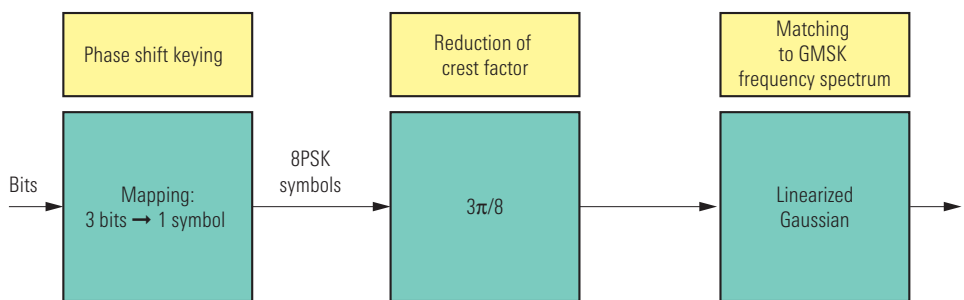 Phase shift keying
Reduction of
crest factor
Matching
to GMSK
frequency spectrum
Bits
Mapping:
3 bits → 1 symbol
8PSK
symbols
3π/8
Linearized
Gaussian